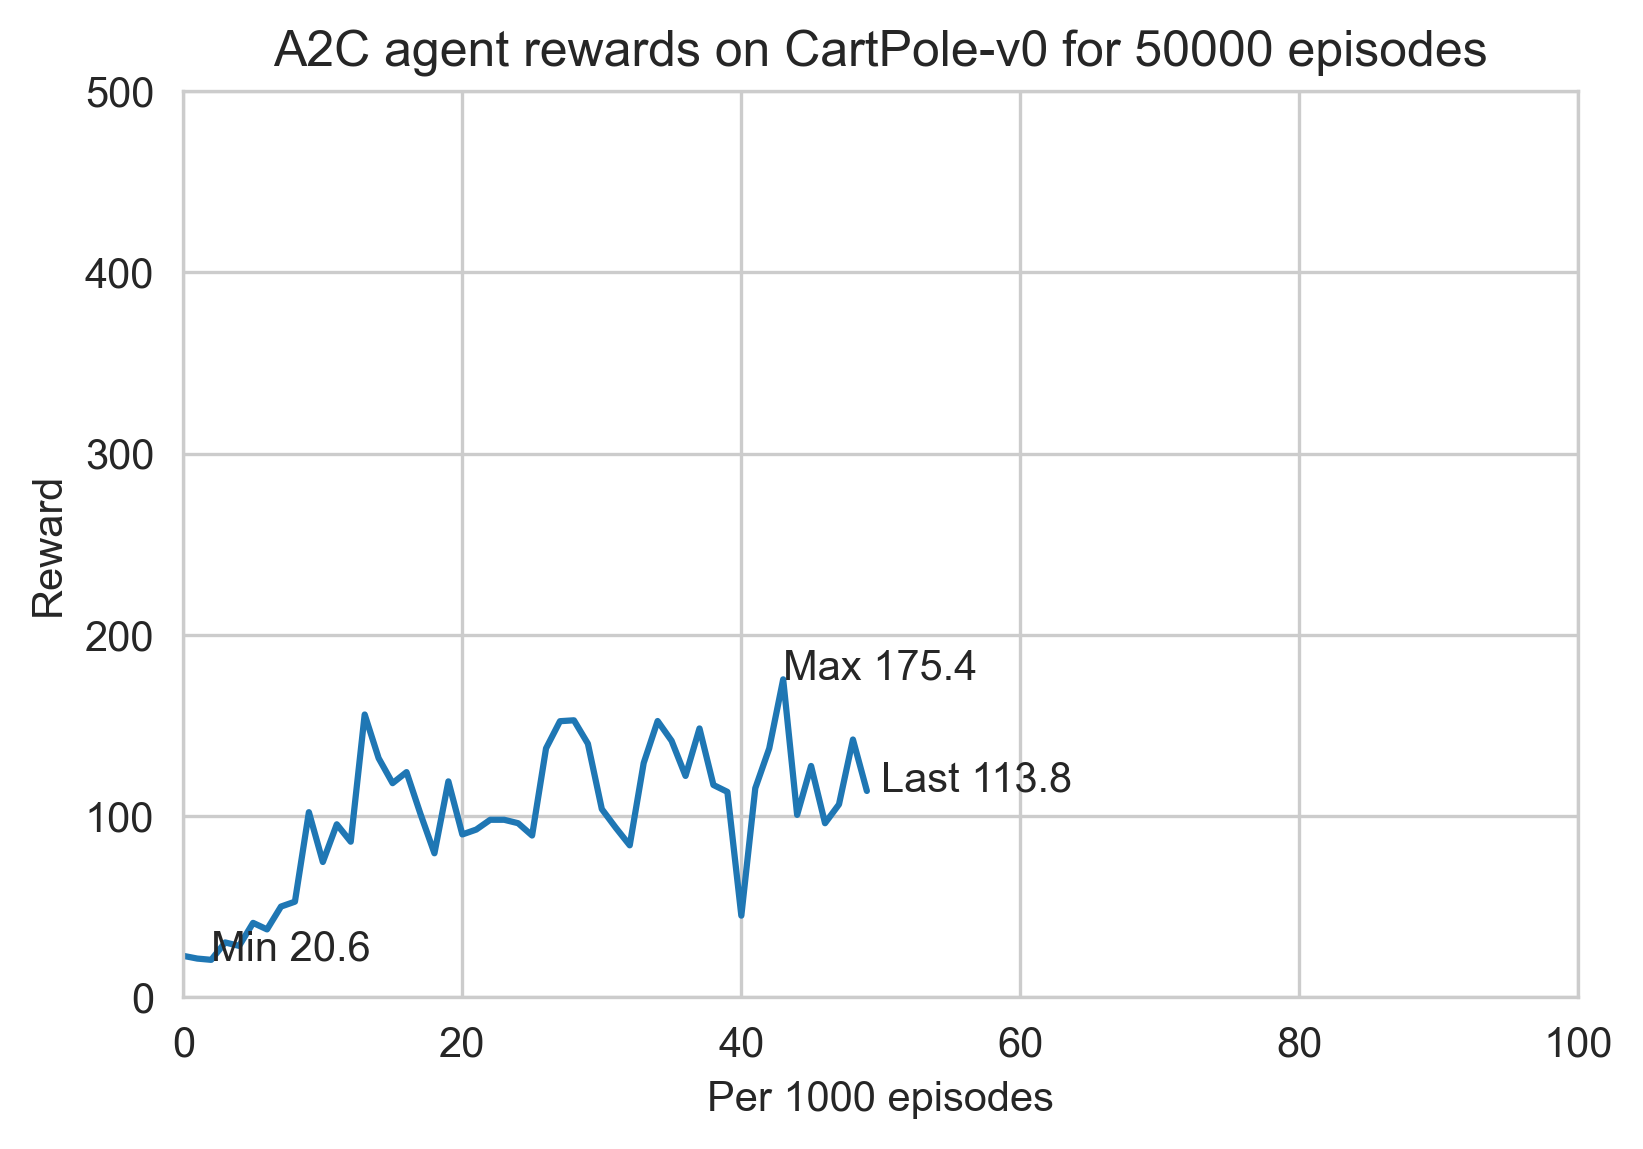 A2C agent rewards on CartPole-v0 for 50000 episodes
500
400
300
200
100
0
Reward
Max 175.4
Last 113.8
Min 20.6
0 20 40 60 80 100
Per 1000 episodes